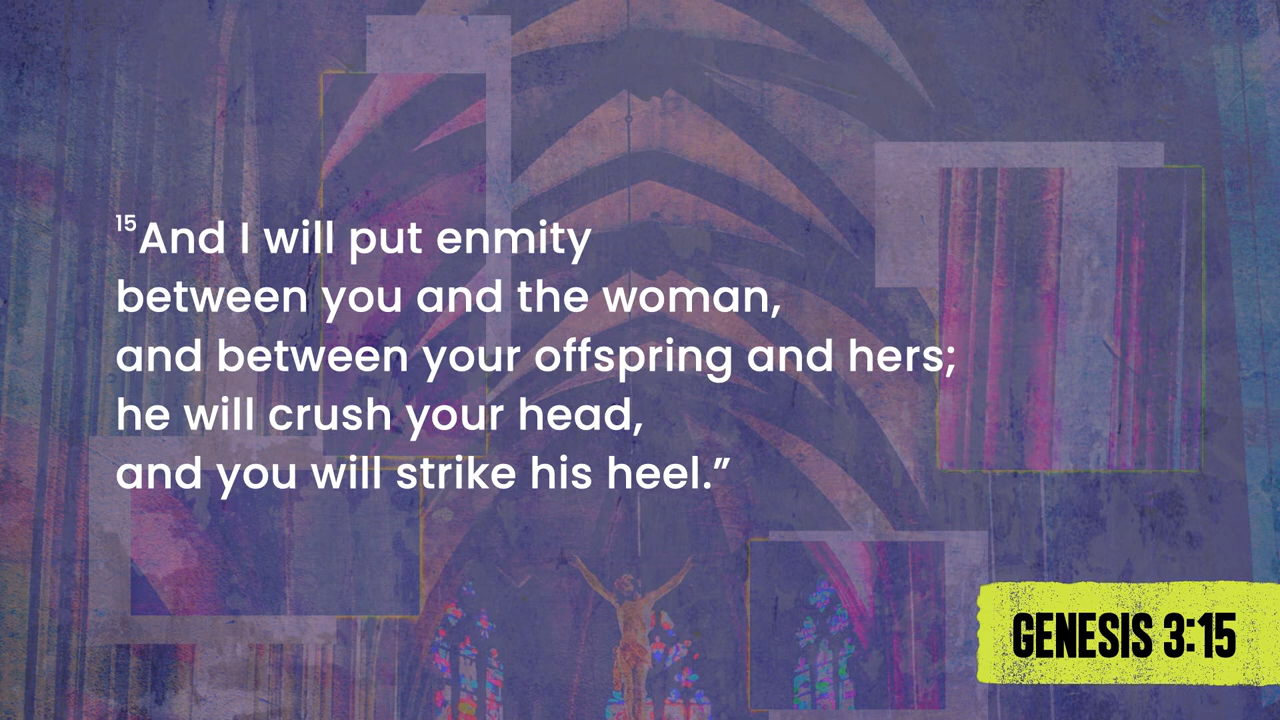 15And I will put enmity
between you and the woman,
and between your offspring and hers;
he will crush your head,
and you will strike his heel.”
GENESIS 3:15